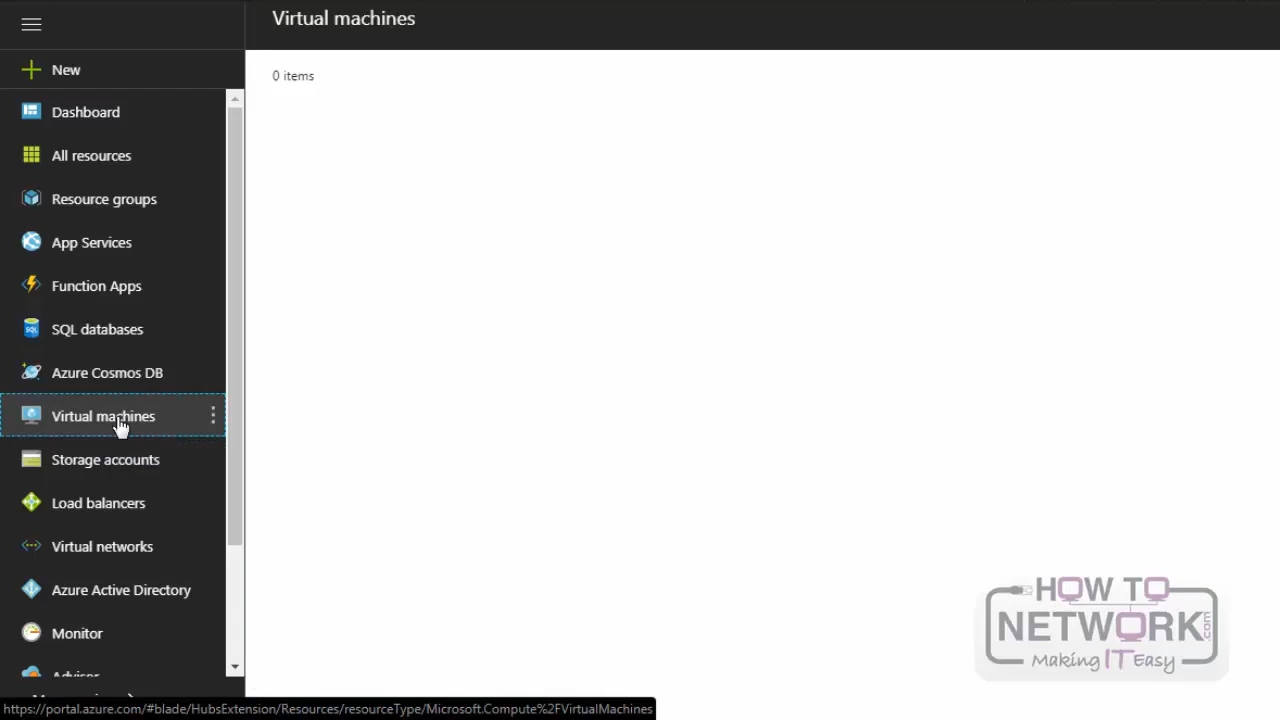 Virtual machines
New
0 items
Dashboard
All resources
Resource groups
App Services
Function Apps
SQL databases
Azure Cosmos DB
Virtual machines
Storage accounts
Load balancers
Virtual networks
Azure Active Directory
Monitor
Advisor
https://portal.azure.com/#blade/HubsExtension/Resources/resourceType/Microsoft.Compute%2FVirtualMachines
HOW TO
NETWORK.com
Making IT Easy